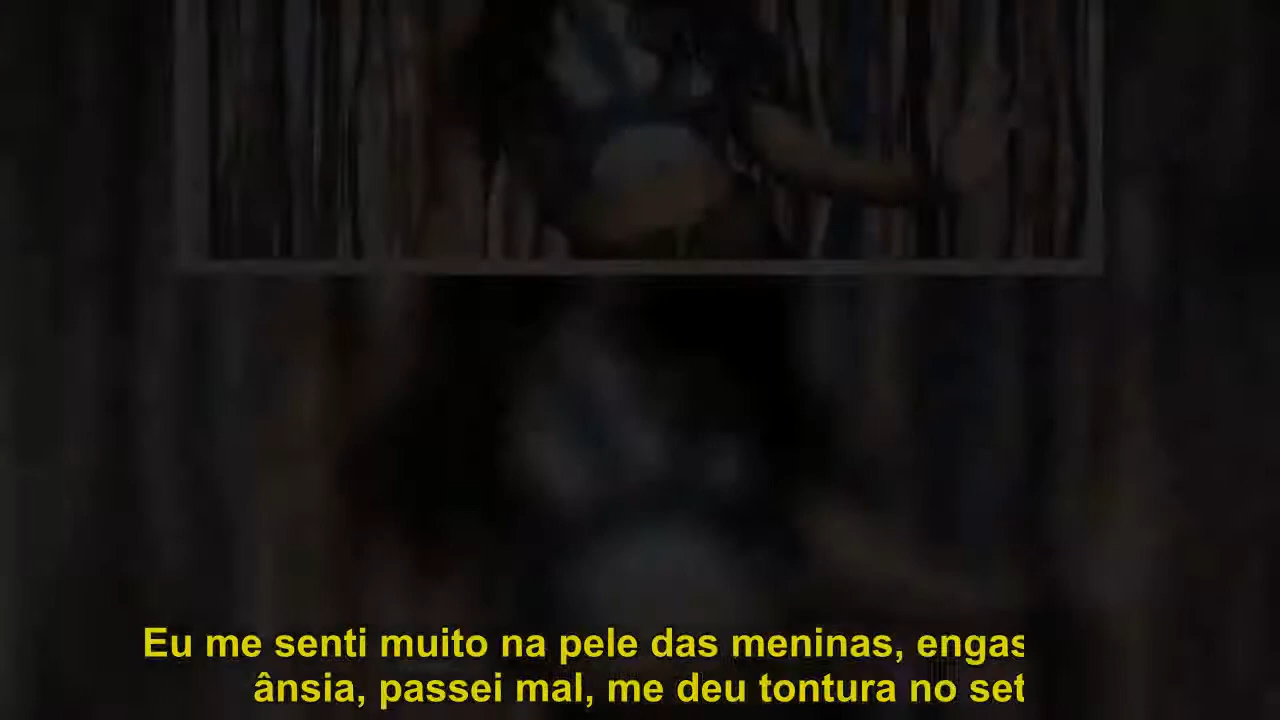 Eu me senti muito na pele das meninas, engas
ânsia, passei mal, me deu tontura no set